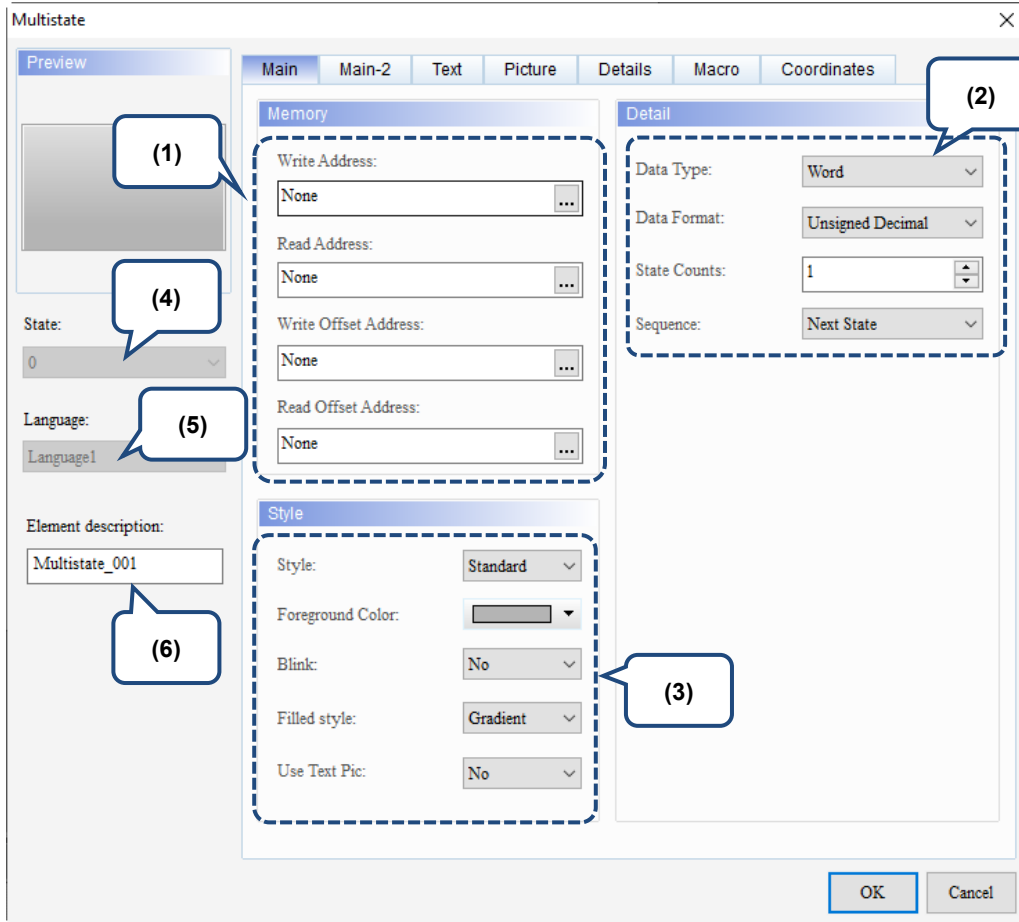 Multistate
Preview
Main Main-2 Text Picture Details Macro Coordinates
(1)
(2)
Memory
Write Address:
None
...
Read Address:
None
...
Write Offset Address:
None
...
Read Offset Address:
None
...
Detail
Data Type: Word
Data Format: Unsigned Decimal
State Counts: 1
Sequence: Next State
(4)
State:
0
Language:
(5)
Language1
Element description:
Multistate_001
(6)
Style
Style: Standard
Foreground Color:
Blink: No
Filled style: Gradient
Use Text Pic: No
(3)
OK Cancel